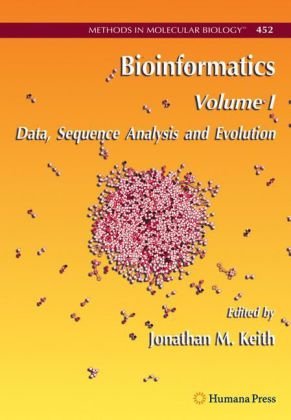 METHODS IN MOLECULAR BIOLOGY™ 452
Bioinformatics
Volume I
Data, Sequence Analysis and Evolution
Edited by
Jonathan M. Keith
Humana Press